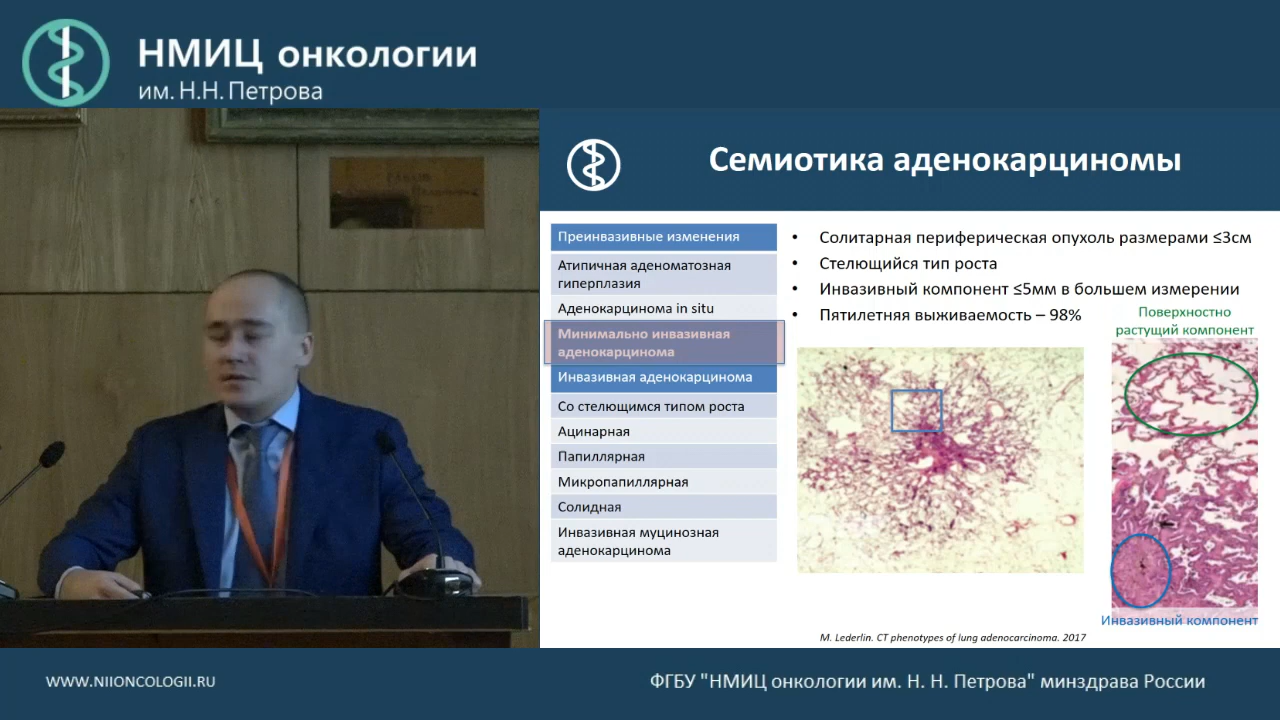 НМИЦ онкологии
им. Н.Н. Петрова
Семиотика аденокарциномы
Преинвазивные изменения
Атипичная аденоматозная
гиперплазия
Аденокарцинома in situ
Минимально инвазивная
аденокарцинома
Инвазивная аденокарцинома
Со стелющимся типом роста
Ацинарная
Папиллярная
Микропапиллярная
Солидная
Инвазивная муцинозная
аденокарцинома
• Солитарная периферическая опухоль размерами ≤3см
• Стелющийся тип роста
• Инвазивный компонент ≤5мм в большем измерении
• Пятилетняя выживаемость – 98%
Поверхностно
растущий компонент
Инвазивный компонент
M. Lederlin. CT phenotypes of lung adenocarcinoma. 2017
WWW.NIIONCOLOGII.RU
ФГБУ "НМИЦ онкологии им. Н. Н. Петрова" минздрава России